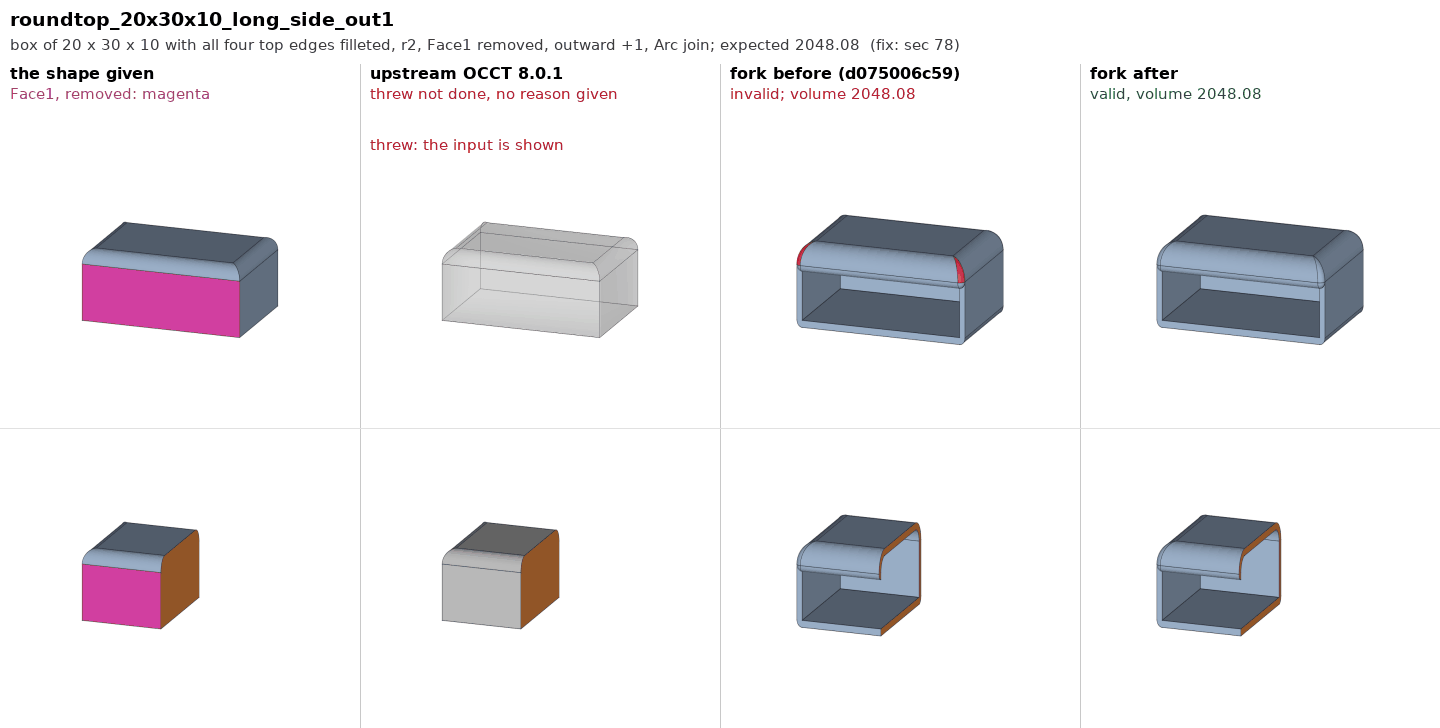 roundtop_20x30x10_long_side_out1
box of 20 x 30 x 10 with all four top edges filleted, r2, Face1 removed, outward +1, Arc join; expected 2048.08  (fix: sec 78)
the shape given
Face1, removed: magenta
upstream OCCT 8.0.1
threw not done, no reason given
threw: the input is shown
fork before (d075006c59)
invalid; volume 2048.08
fork after
valid, volume 2048.08